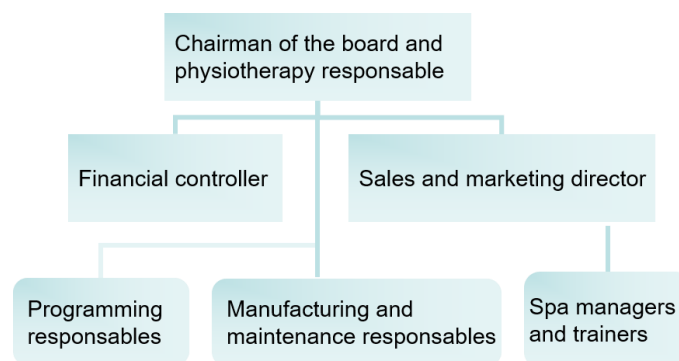 Chairman of the board and
physiotherapy responsable
Financial controller
Sales and marketing director
Programming
responsables
Manufacturing and
maintenance responsables
Spa managers
and trainers